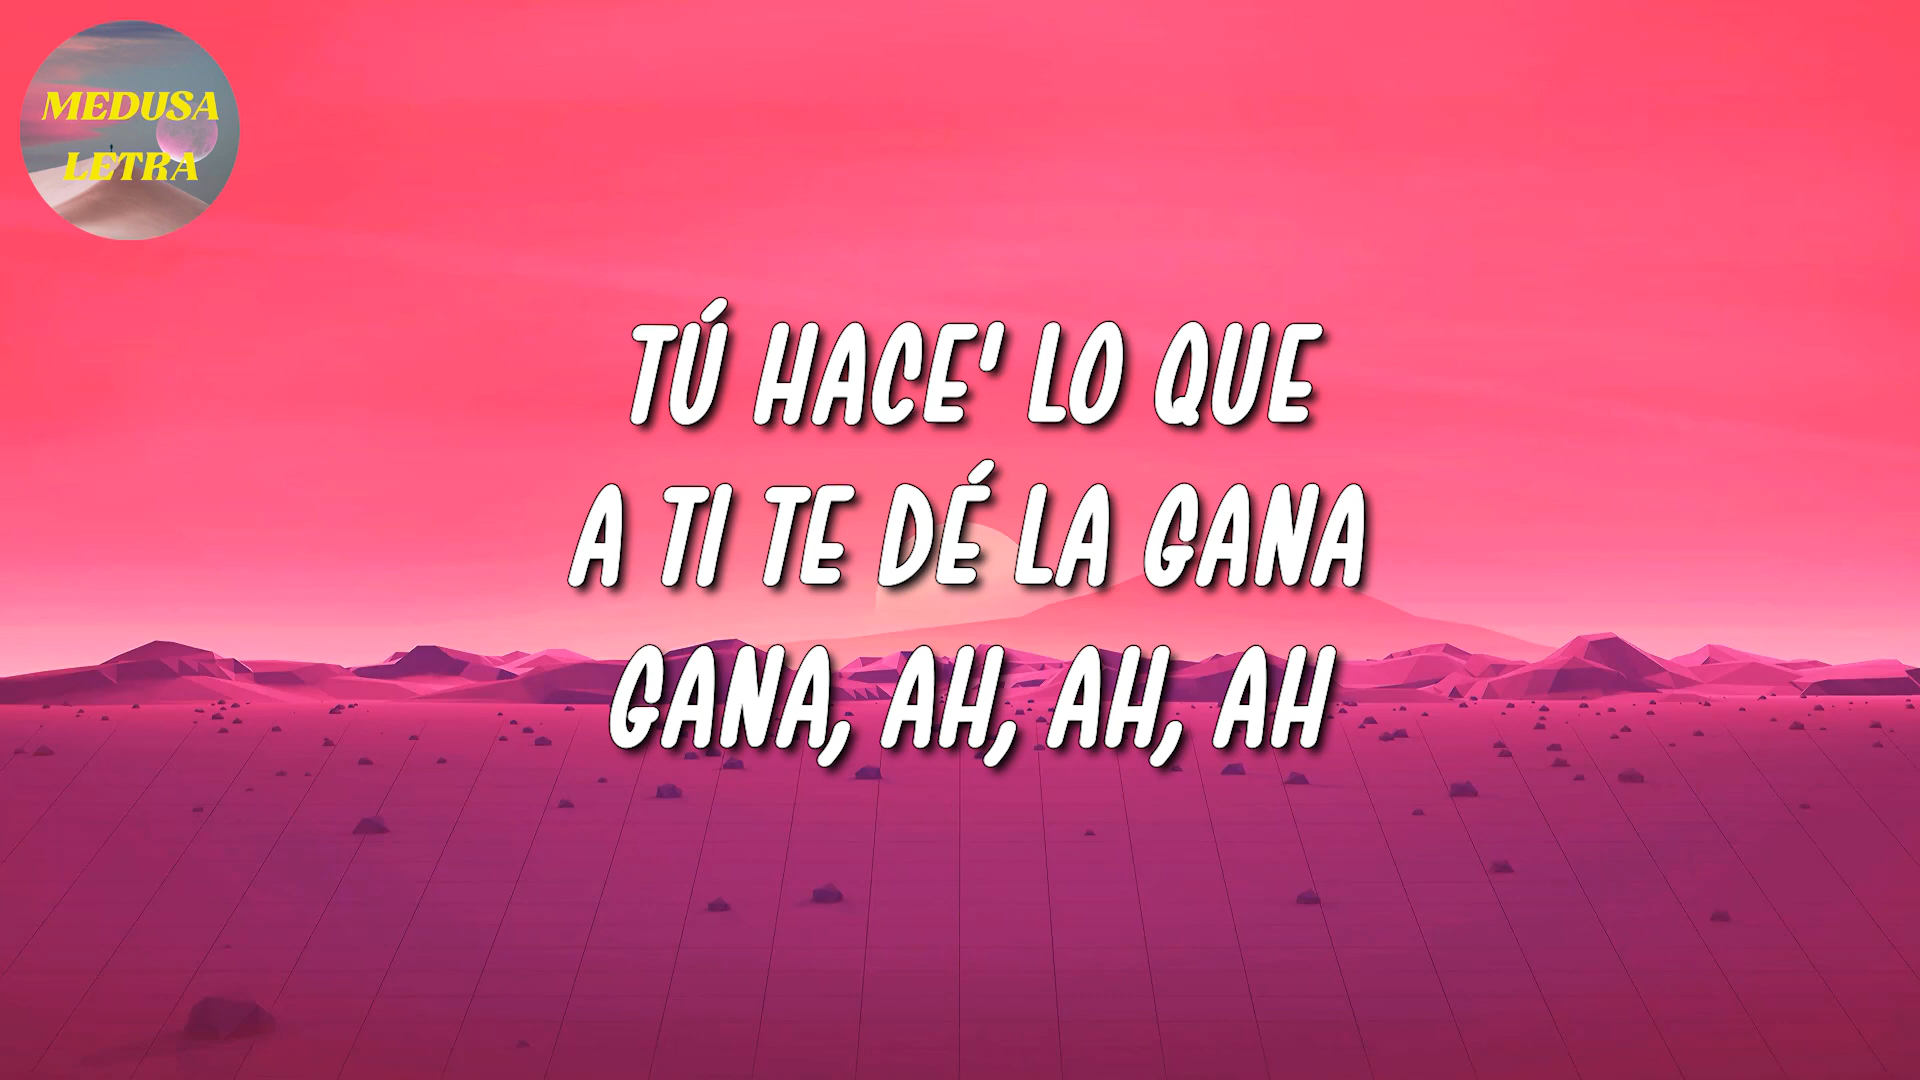 MEDUSA
LETRA
TÚ HACE' LO QUE
A TI TE DÉ LA GANA
GANA, AH, AH, AH